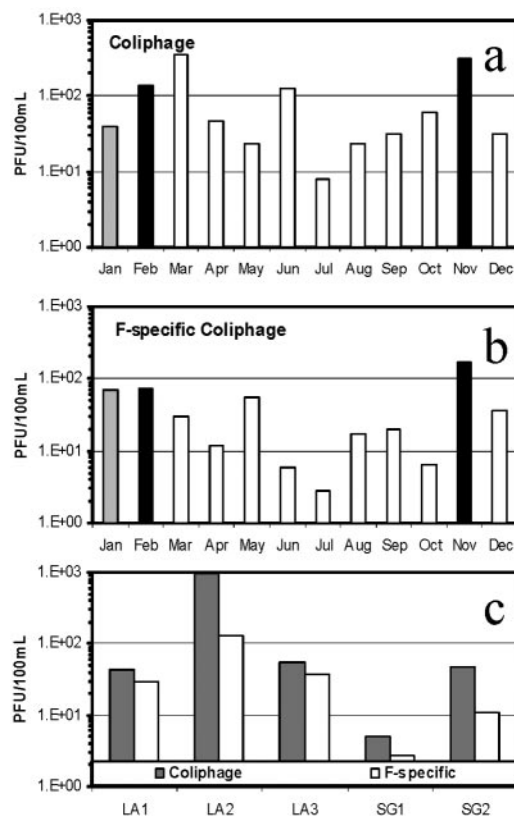 Coliphage
a
PFU/100mL
1.E+03
1.E+02
1.E+01
1.E+00
Jan Feb Mar Apr May Jun Jul Aug Sep Oct Nov Dec
F-specific Coliphage
b
PFU/100mL
1.E+03
1.E+02
1.E+01
1.E+00
Jan Feb Mar Apr May Jun Jul Aug Sep Oct Nov Dec
c
PFU/100mL
1.E+03
1.E+02
1.E+01
1.E+00
Coliphage F-specific
LA1 LA2 LA3 SG1 SG2